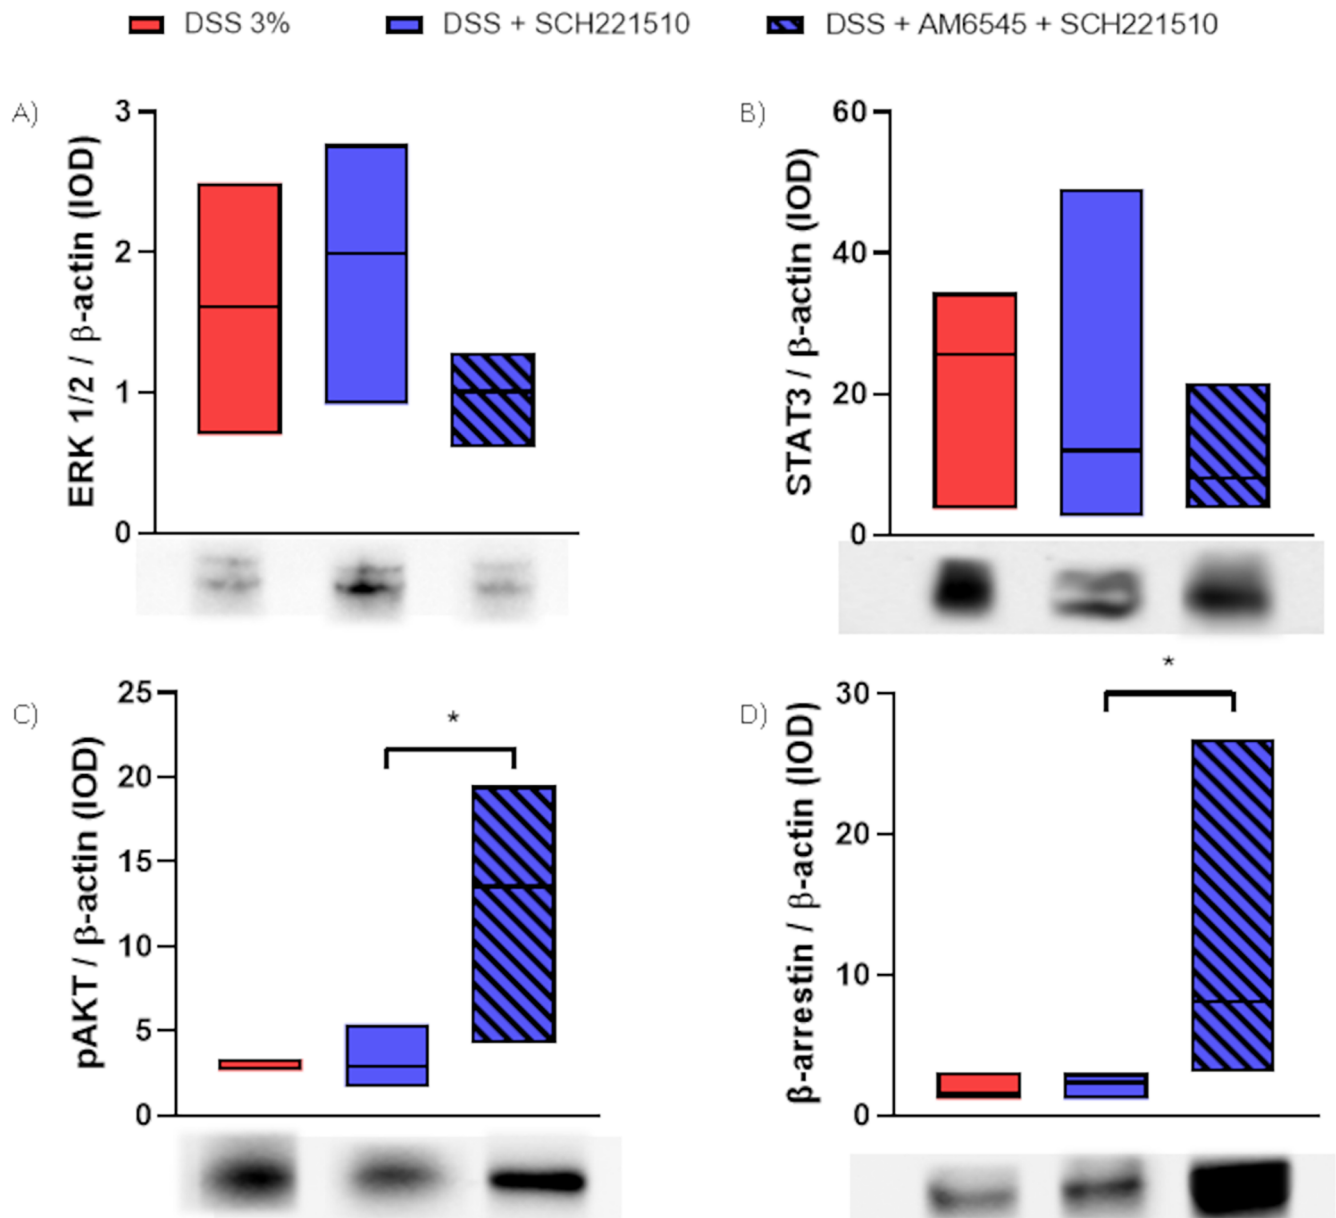 DSS 3% DSS + SCH221510 DSS + AM6545 + SCH221510
A)
ERK 1/2 / β-actin (IOD)
3
2
1
0
B)
STAT3 / β-actin (IOD)
60
40
20
0
C)
pAKT / β-actin (IOD)
25
20
15
10
5
0
*
D)
β-arrestin / β-actin (IOD)
30
20
10
0
*